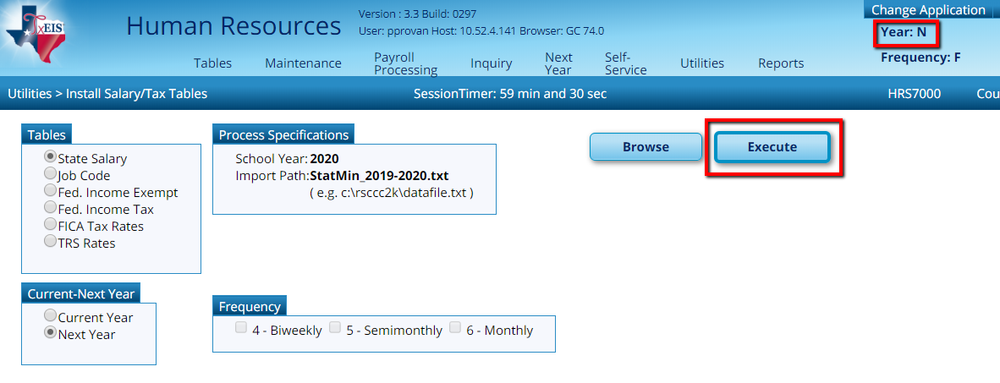 TxEIS
Human Resources
Version : 3.3 Build: 0297
User: pprovan Host: 10.52.4.141 Browser: GC 74.0
Change Application
Year: N
Frequency: F
Tables Maintenance Payroll Processing Inquiry Next Year Self-Service Utilities Reports
Utilities > Install Salary/Tax Tables SessionTimer: 59 min and 30 sec HRS7000 Cou
Tables
State Salary
Job Code
Fed. Income Exempt
Fed. Income Tax
FICA Tax Rates
TRS Rates
Process Specifications
School Year: 2020
Import Path:StatMin_2019-2020.txt
( e.g. c:\rsccc2k\datafile.txt )
Browse Execute
Current-Next Year
Current Year
Next Year
Frequency
4 - Biweekly 5 - Semimonthly 6 - Monthly